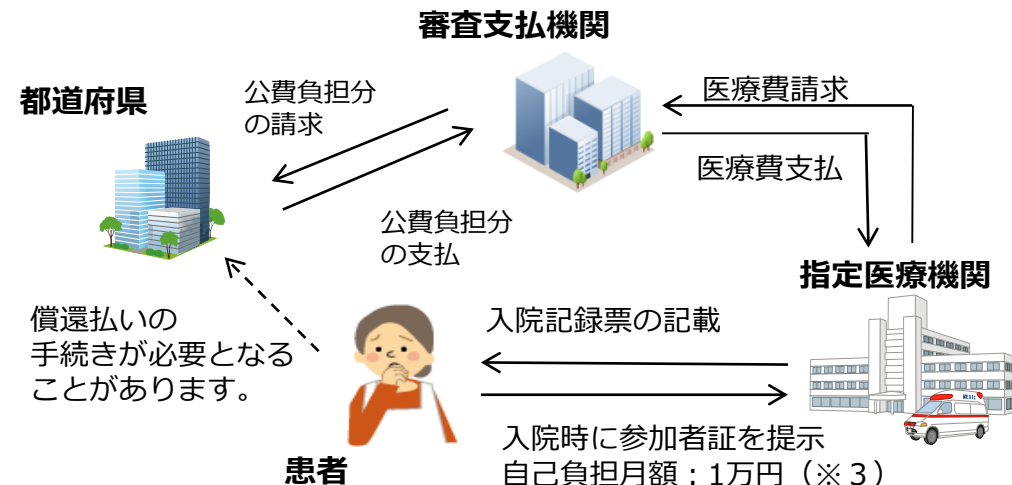 審査支払機関
都道府県
公費負担分
の請求
医療費請求
医療費支払
公費負担分
の支払
指定医療機関
償還払いの
手続きが必要となる
ことがあります。
入院記録票の記載
入院時に参加者証を提示
自己負担月額；1万円（※３）
患者